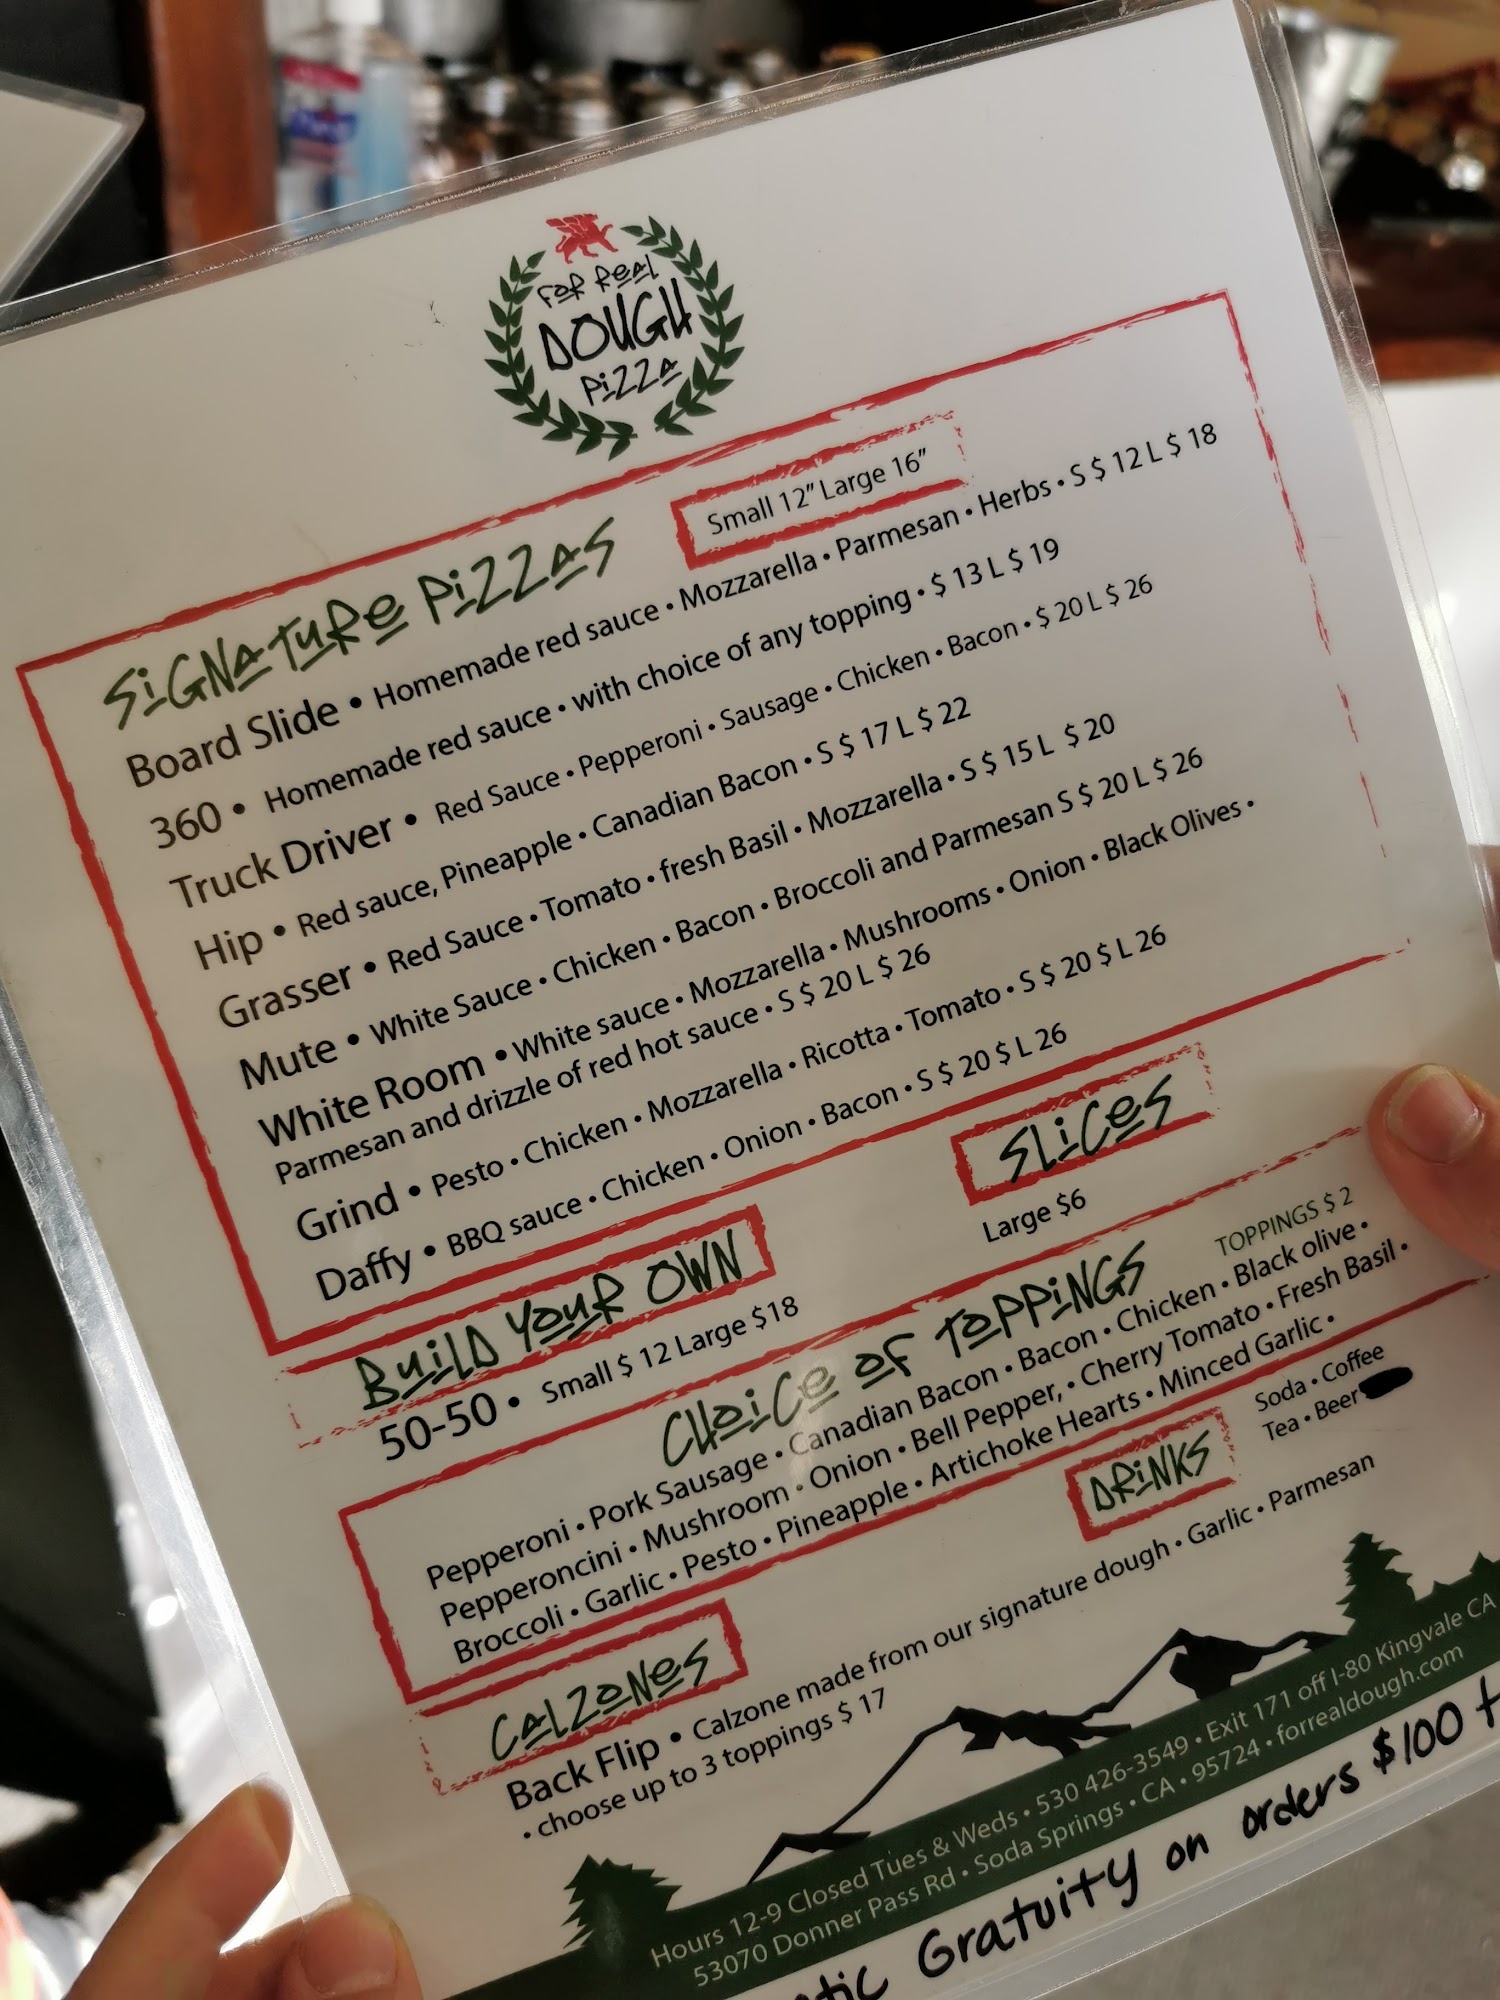 FOR REAL
DOUGH
PIZZA
SIGNATURE PIZZAS
Small 12" Large 16"
Board Slide • Homemade red sauce • Mozzarella • Parmesan • Herbs • S $ 12 L $ 18
360 • Homemade red sauce • with choice of any topping • $ 13 L $ 19
Truck Driver • Red Sauce • Pepperoni • Sausage • Chicken • Bacon • $ 20 L $ 26
Hip • Red sauce, Pineapple • Canadian Bacon • S $ 17 L $ 22
Grasser • Red Sauce • Tomato • fresh Basil • Mozzarella • S $ 15 L $ 20
Mute • White Sauce • Chicken • Bacon • Broccoli and Parmesan S $ 20 L $ 26
White Room • White sauce • Mozzarella • Mushrooms • Onion • Black Olives •
Parmesan and drizzle of red hot sauce • S $ 20 L $ 26
Grind • Pesto • Chicken • Mozzarella • Ricotta • Tomato • S $ 20 $ L 26
Daffy • BBQ sauce • Chicken • Onion • Bacon • S $ 20 $ L 26
SLICES
Large $6
BUILD YOUR OWN
50-50 • Small $ 12 Large $18
CHOICE OF TOPPINGS
TOPPINGS $ 2
Pepperoni • Pork Sausage • Canadian Bacon • Bacon • Chicken • Black olive •
Pepperoncini • Mushroom • Onion • Bell Pepper, • Cherry Tomato • Fresh Basil •
Broccoli • Garlic • Pesto • Pineapple • Artichoke Hearts • Minced Garlic •
DRINKS
Soda • Coffee
Tea • Beer
CALZONES
Back Flip • Calzone made from our signature dough • Garlic • Parmesan
• choose up to 3 toppings $ 17
Hours 12-9 Closed Tues & Weds • 530 426-3549 • Exit 171 off I-80 Kingvale CA
53070 Donner Pass Rd • Soda Springs • CA • 95724 • forrealdough.com
Gratuity on orders $100